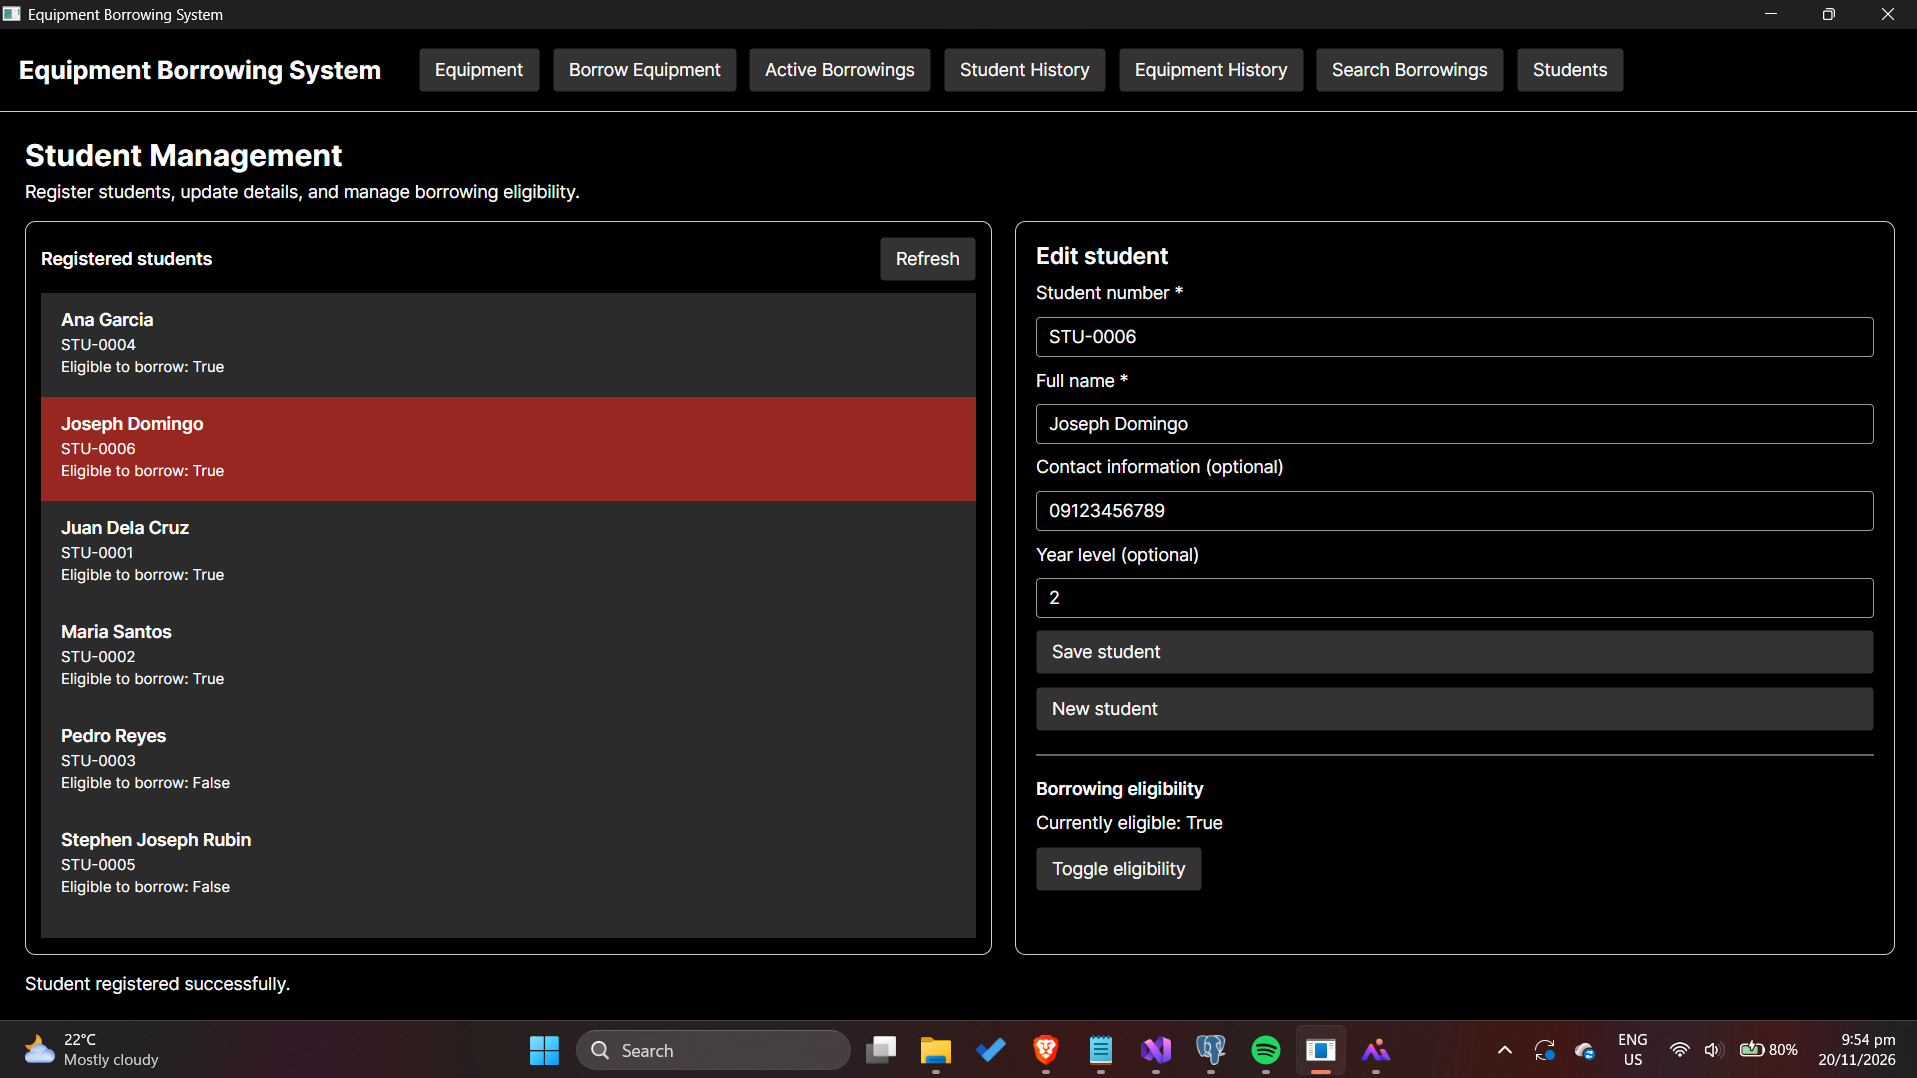 Equipment Borrowing System
Equipment Borrowing System
Equipment
Borrow Equipment
Active Borrowings
Student History
Equipment History
Search Borrowings
Students
Student Management
Register students, update details, and manage borrowing eligibility.
Registered students
Refresh
Ana Garcia
STU-0004
Eligible to borrow: True
Joseph Domingo
STU-0006
Eligible to borrow: True
Juan Dela Cruz
STU-0001
Eligible to borrow: True
Maria Santos
STU-0002
Eligible to borrow: True
Pedro Reyes
STU-0003
Eligible to borrow: False
Stephen Joseph Rubin
STU-0005
Eligible to borrow: False
Edit student
Student number *
STU-0006
Full name *
Joseph Domingo
Contact information (optional)
09123456789
Year level (optional)
2
Save student
New student
Borrowing eligibility
Currently eligible: True
Toggle eligibility
Student registered successfully.
22°C
Mostly cloudy
Search
ENG
US
80%
9:54 pm
20/11/2026